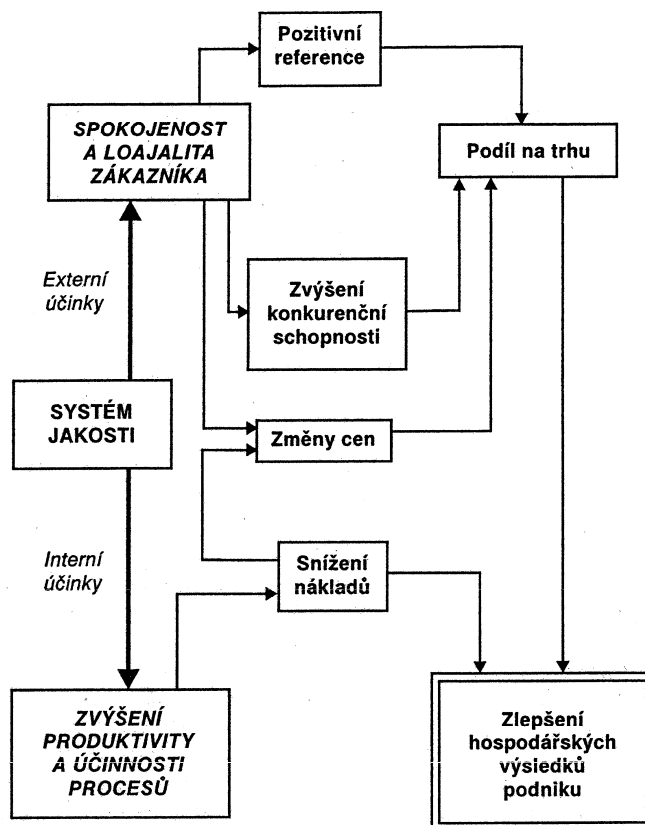 Pozitivní
reference
SPOKOJENOST
A LOAJALITA
ZÁKAZNÍKA
Podíl na trhu
Externí
účinky
Zvýšení
konkurenční
schopnosti
SYSTÉM
JAKOSTI
Změny cen
Interní
účinky
Snížení
nákladů
ZVÝŠENÍ
PRODUKTIVITY
A ÚČINNOSTI
PROCESŮ
Zlepšení
hospodářských
výsiedků
podniku